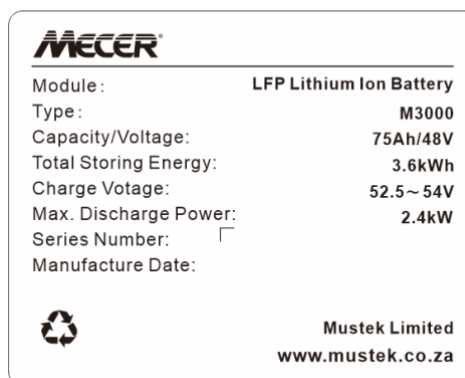 MECER®
Module: LFP Lithium Ion Battery
Type: M3000
Capacity/Voltage: 75Ah/48V
Total Storing Energy: 3.6kWh
Charge Votage: 52.5~54V
Max. Discharge Power: 2.4kW
Series Number:
Manufacture Date:
Mustek Limited
www.mustek.co.za